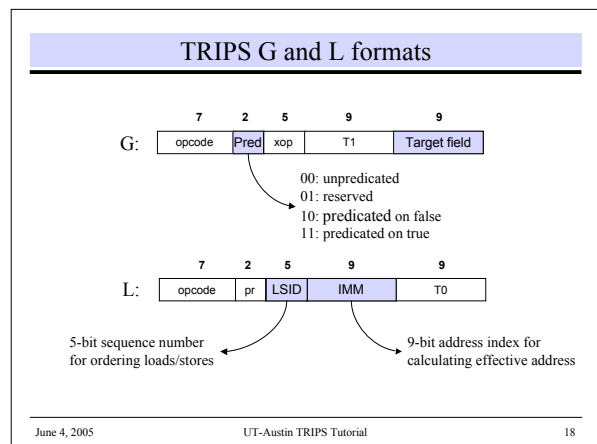 TRIPS G and L formats
7 2 5 9 9
G: opcode Pred xop T1 Target field
00: unpredicated
01: reserved
10: predicated on false
11: predicated on true
7 2 5 9 9
L: opcode pr LSID IMM T0
5-bit sequence number
for ordering loads/stores
9-bit address index for
calculating effective address
June 4, 2005 UT-Austin TRIPS Tutorial 18